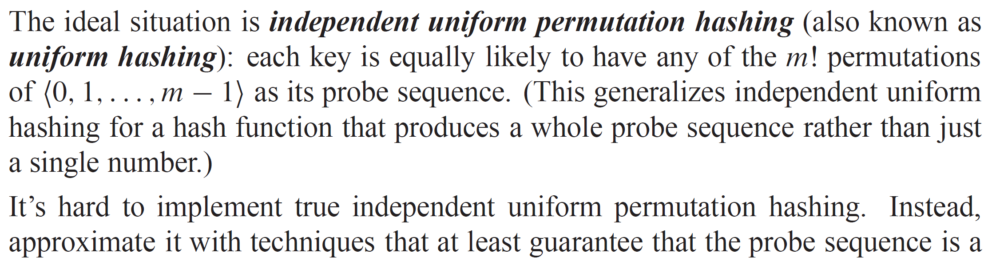 The ideal situation is independent uniform permutation hashing (also known as
uniform hashing): each key is equally likely to have any of the m! permutations
of ⟨0, 1, . . . , m − 1⟩ as its probe sequence. (This generalizes independent uniform
hashing for a hash function that produces a whole probe sequence rather than just
a single number.)
It’s hard to implement true independent uniform permutation hashing. Instead,
approximate it with techniques that at least guarantee that the probe sequence is a